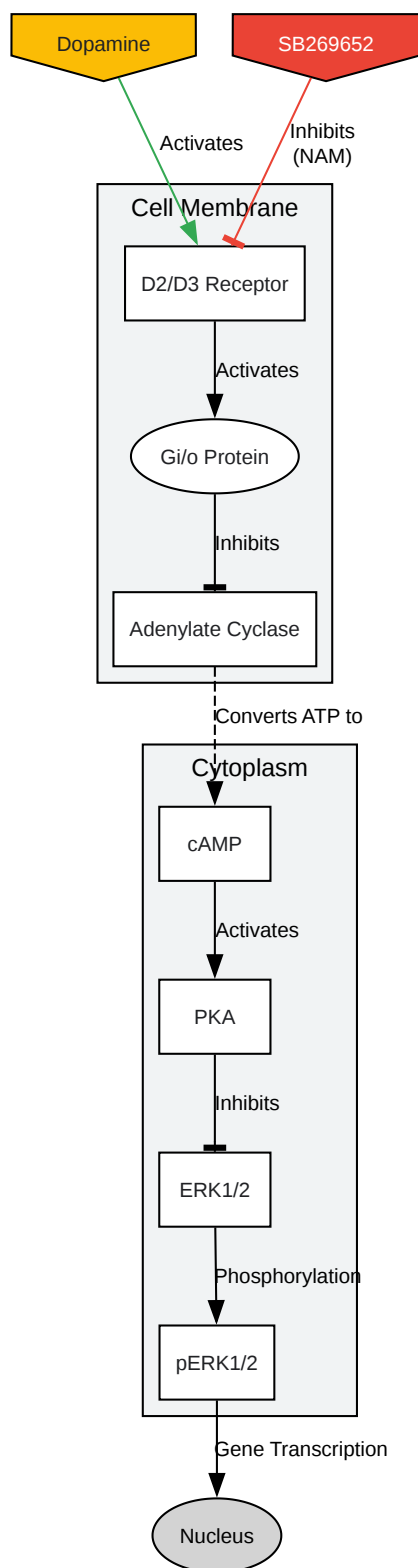 Dopamine
SB269652
Activates
Inhibits
(NAM)
Cell Membrane
D2/D3 Receptor
Activates
Gi/o Protein
Inhibits
Adenylate Cyclase
Converts ATP to
Cytoplasm
cAMP
Activates
PKA
Inhibits
ERK1/2
Phosphorylation
pERK1/2
Gene Transcription
Nucleus